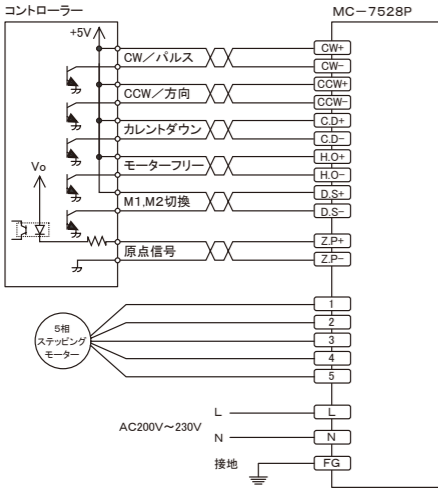 コントローラー
MC-7528P
+5V
CW／パルス
CW+
CW-
CCW／方向
CCW+
CCW-
カレントダウン
C.D+
C.D-
モーターフリー
H.O+
H.O-
Vo
M1,M2切換
D.S+
D.S-
原点信号
Z.P+
Z.P-
5相
ステッピング
モーター
1
2
3
4
5
AC200V～230V
L
L
N
N
接地
FG